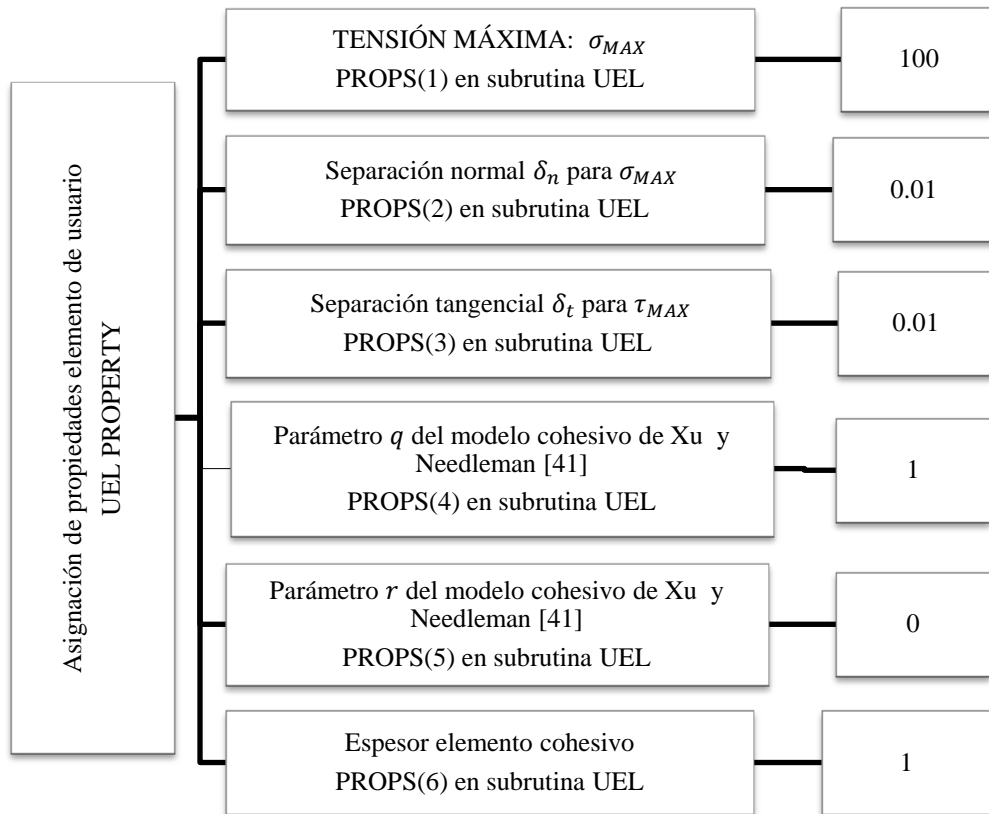 Asignación de propiedades elemento de usuario
UEL PROPERTY
TENSIÓN MÁXIMA: σ_MAX
PROPS(1) en subrutina UEL
100
Separación normal δ_n para σ_MAX
PROPS(2) en subrutina UEL
0.01
Separación tangencial δ_t para τ_MAX
PROPS(3) en subrutina UEL
0.01
Parámetro q del modelo cohesivo de Xu y
Needleman [41]
PROPS(4) en subrutina UEL
1
Parámetro r del modelo cohesivo de Xu y
Needleman [41]
PROPS(5) en subrutina UEL
0
Espesor elemento cohesivo
PROPS(6) en subrutina UEL
1